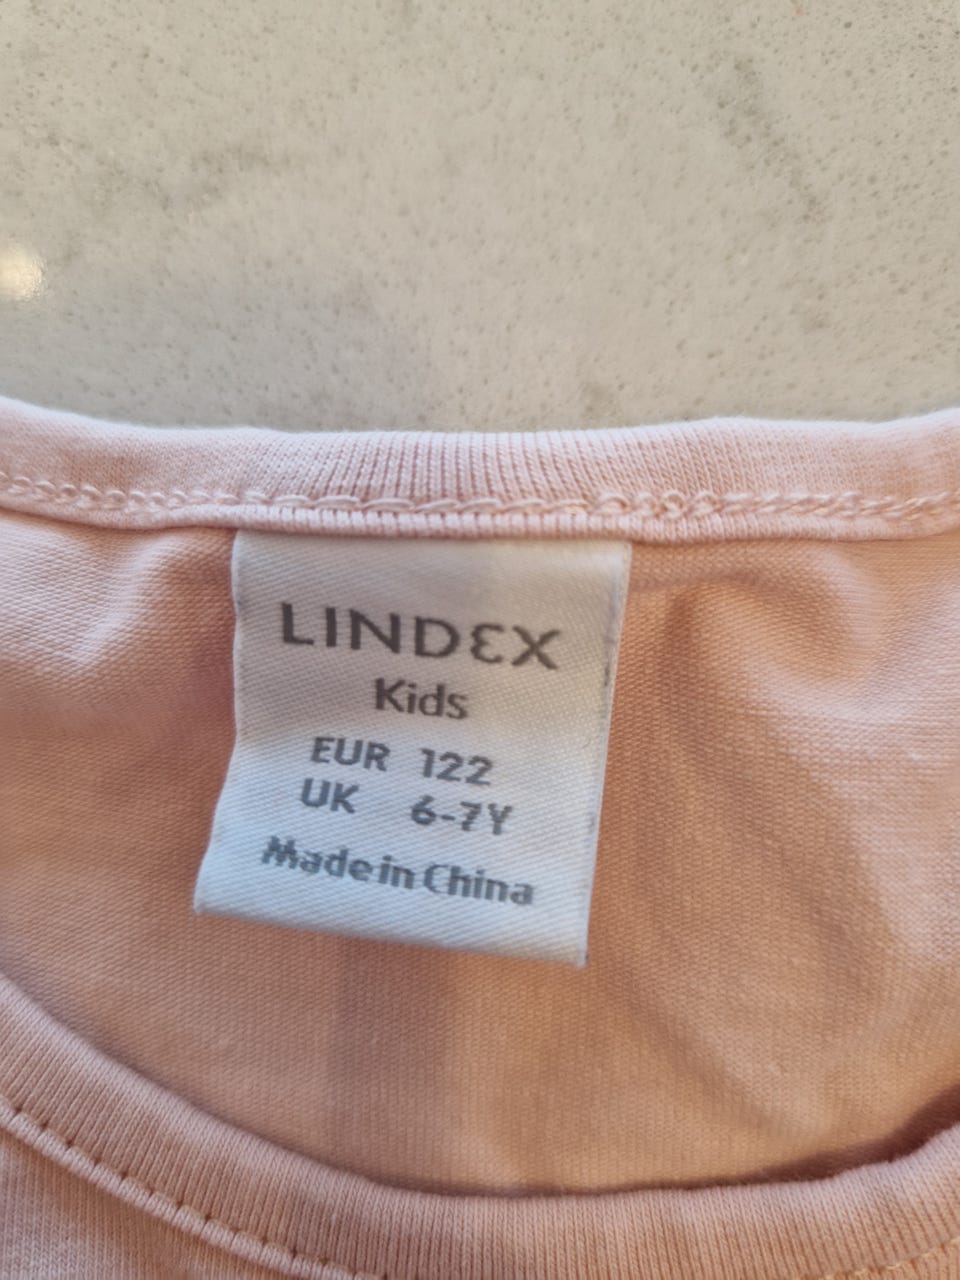 LINDEX
Kids
EUR 122
UK 6-7Y
Made in China